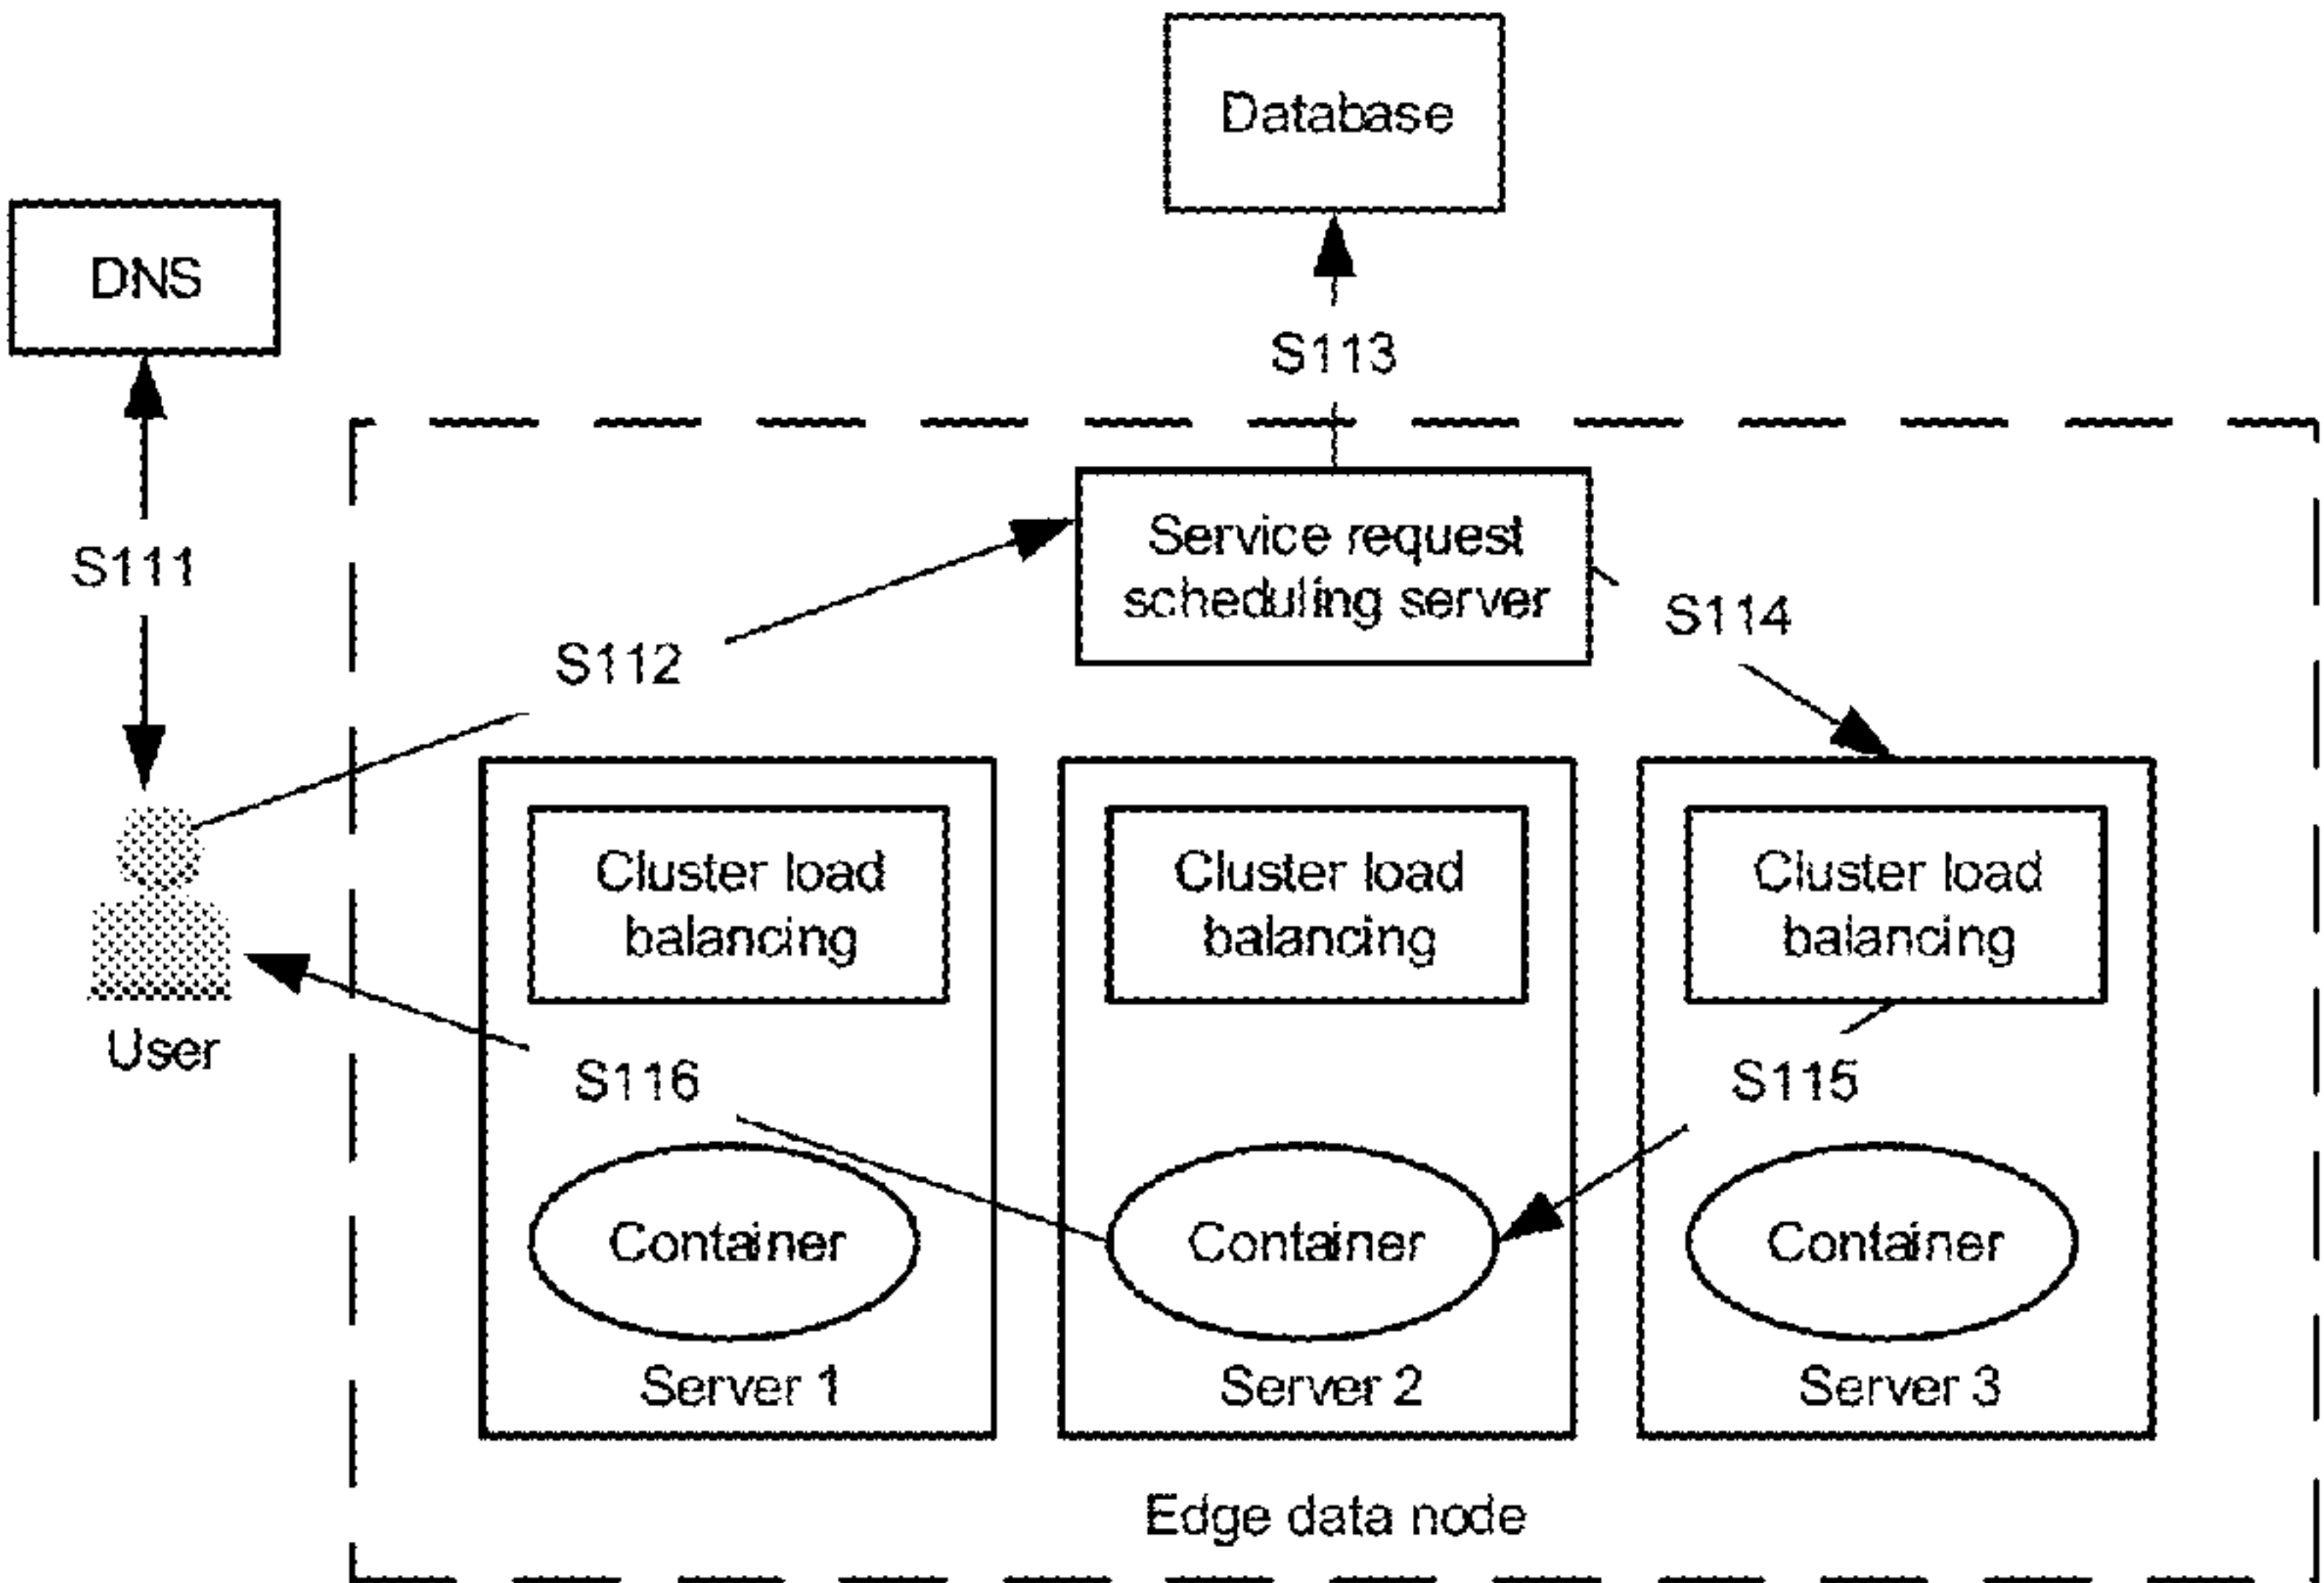 Database
DNS
S113
S111
Service request
scheduling server
S114
S112
Cluster load
balancing
Cluster load
balancing
Cluster load
balancing
User
S116
S115
Container
Container
Container
Server 1
Server 2
Server 3
Edge data node